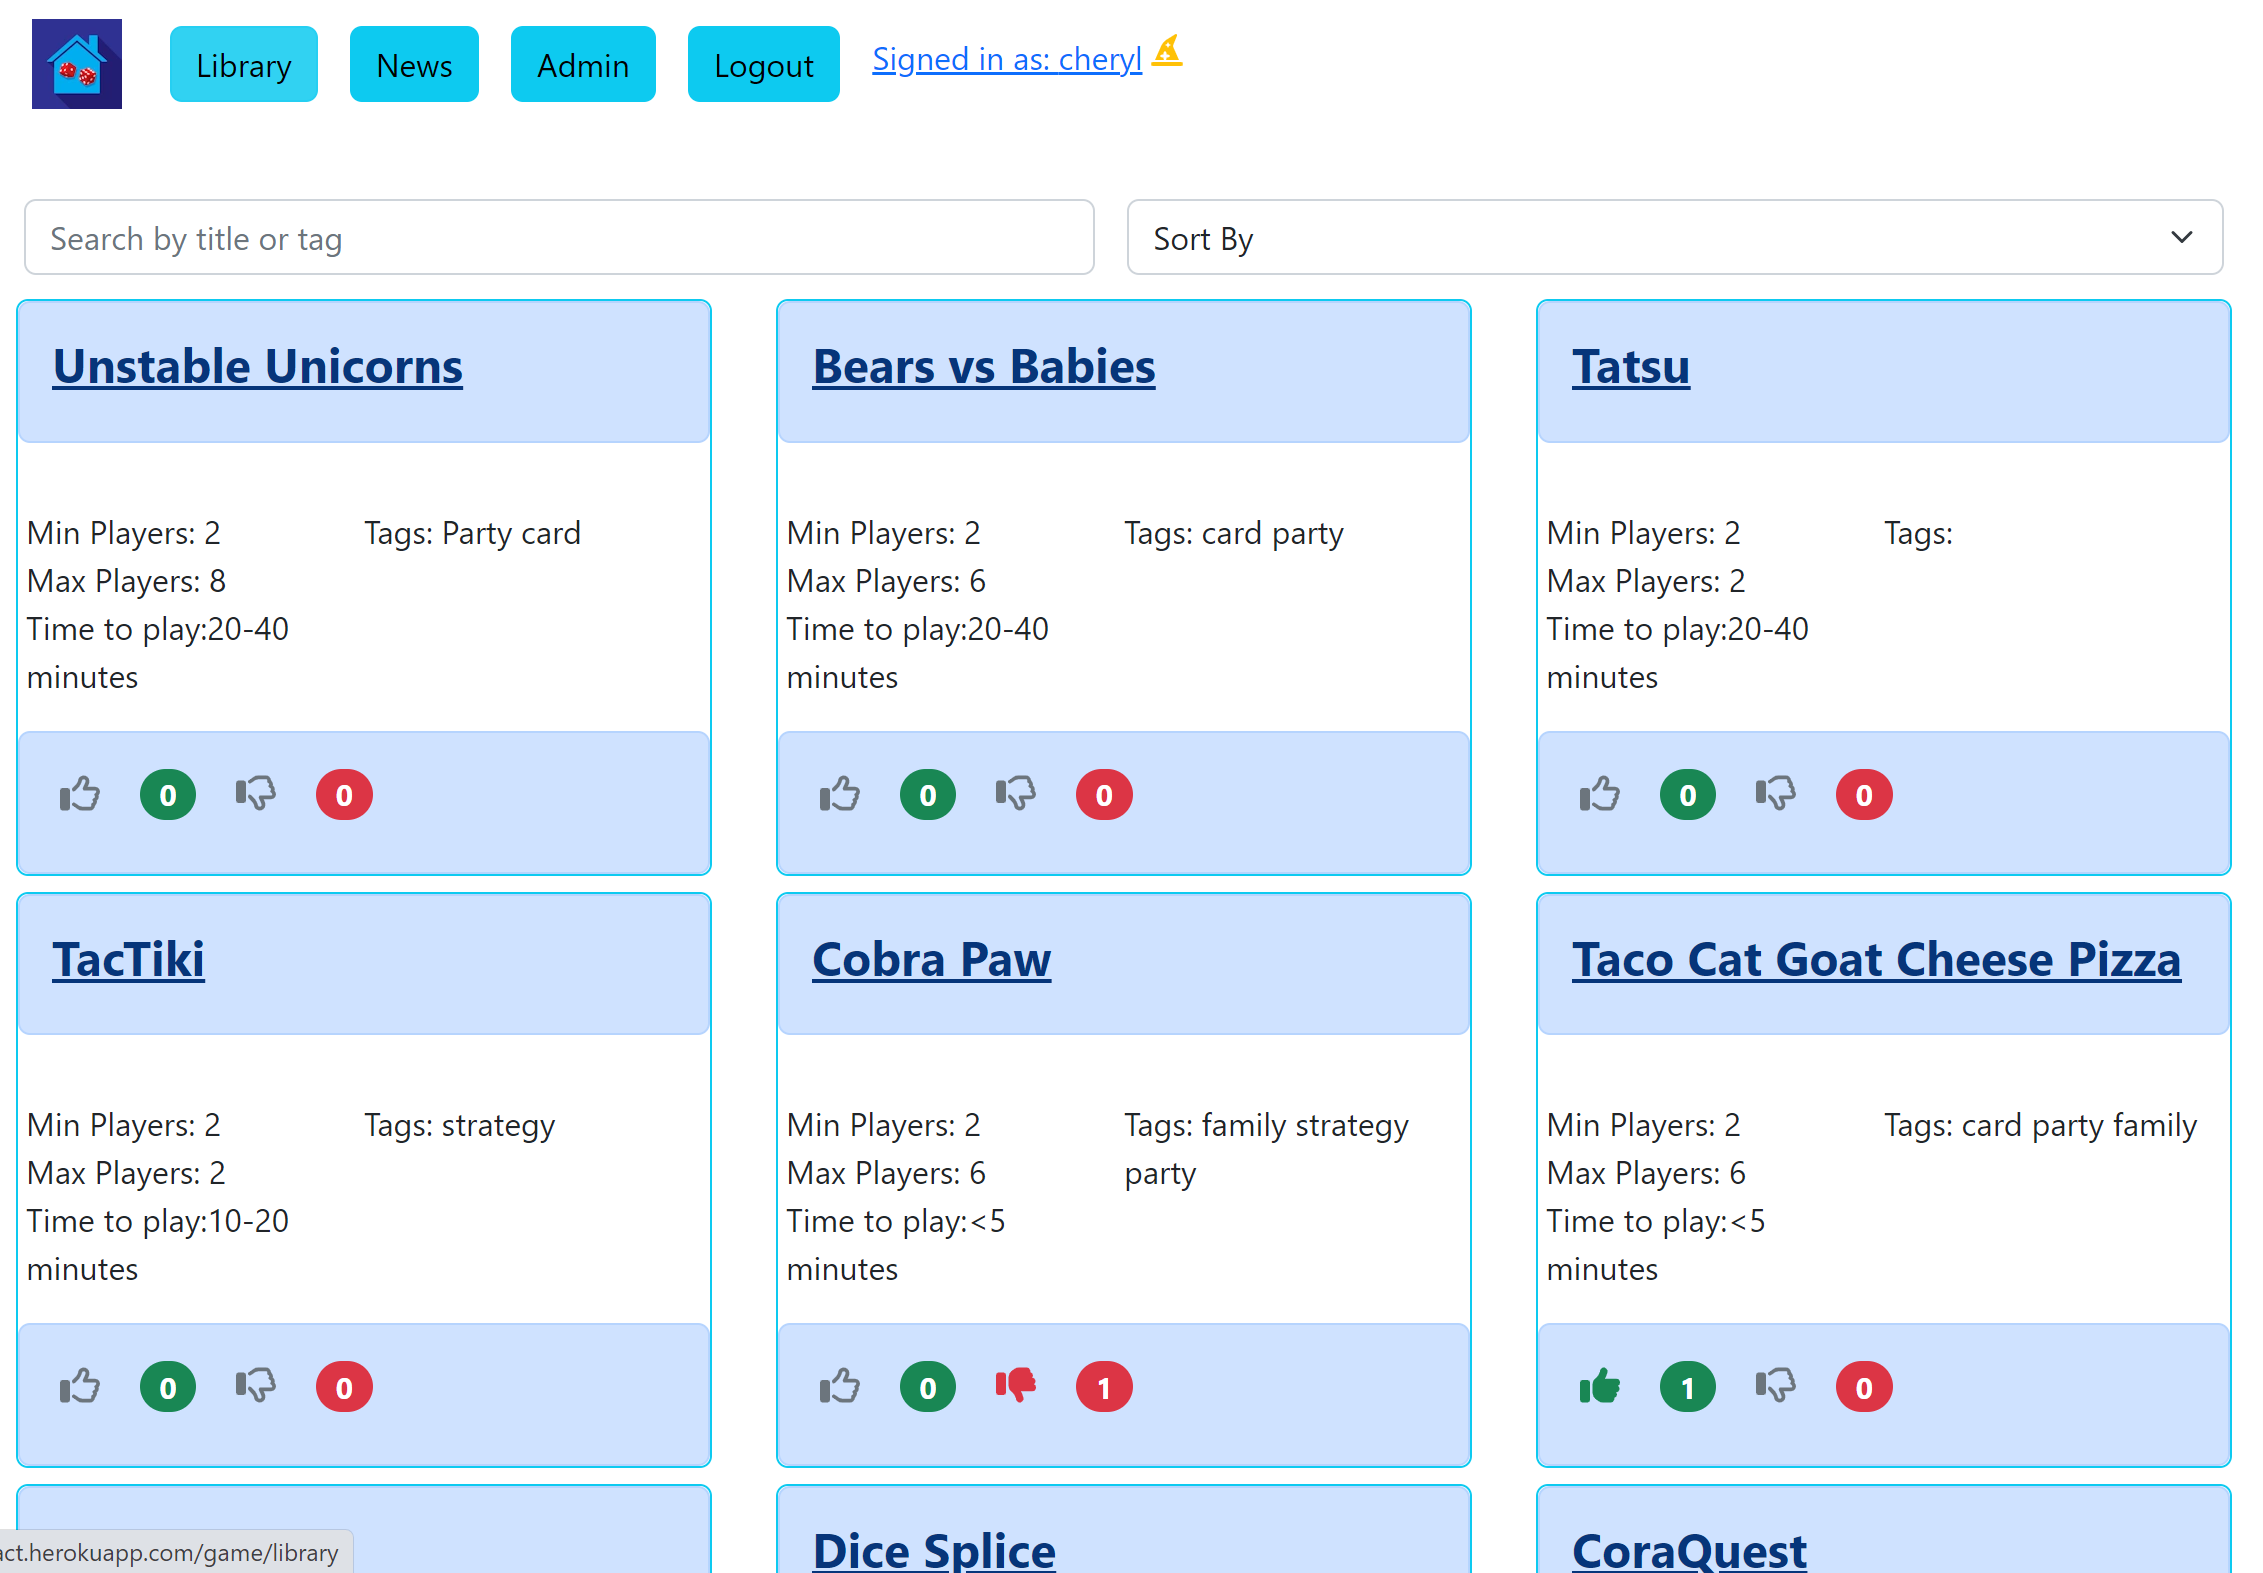 Library
News
Admin
Logout
Signed in as: cheryl
Search by title or tag
Sort By
Unstable Unicorns
Min Players: 2
Max Players: 8
Time to play:20-40
minutes
Tags: Party card
0
0
Bears vs Babies
Min Players: 2
Max Players: 6
Time to play:20-40
minutes
Tags: card party
0
0
Tatsu
Min Players: 2
Max Players: 2
Time to play:20-40
minutes
Tags:
0
0
TacTiki
Min Players: 2
Max Players: 2
Time to play:10-20
minutes
Tags: strategy
0
0
Cobra Paw
Min Players: 2
Max Players: 6
Time to play:<5
minutes
Tags: family strategy
party
0
1
Taco Cat Goat Cheese Pizza
Min Players: 2
Max Players: 6
Time to play:<5
minutes
Tags: card party family
1
0
Dice Splice
CoraQuest
act.herokuapp.com/game/library